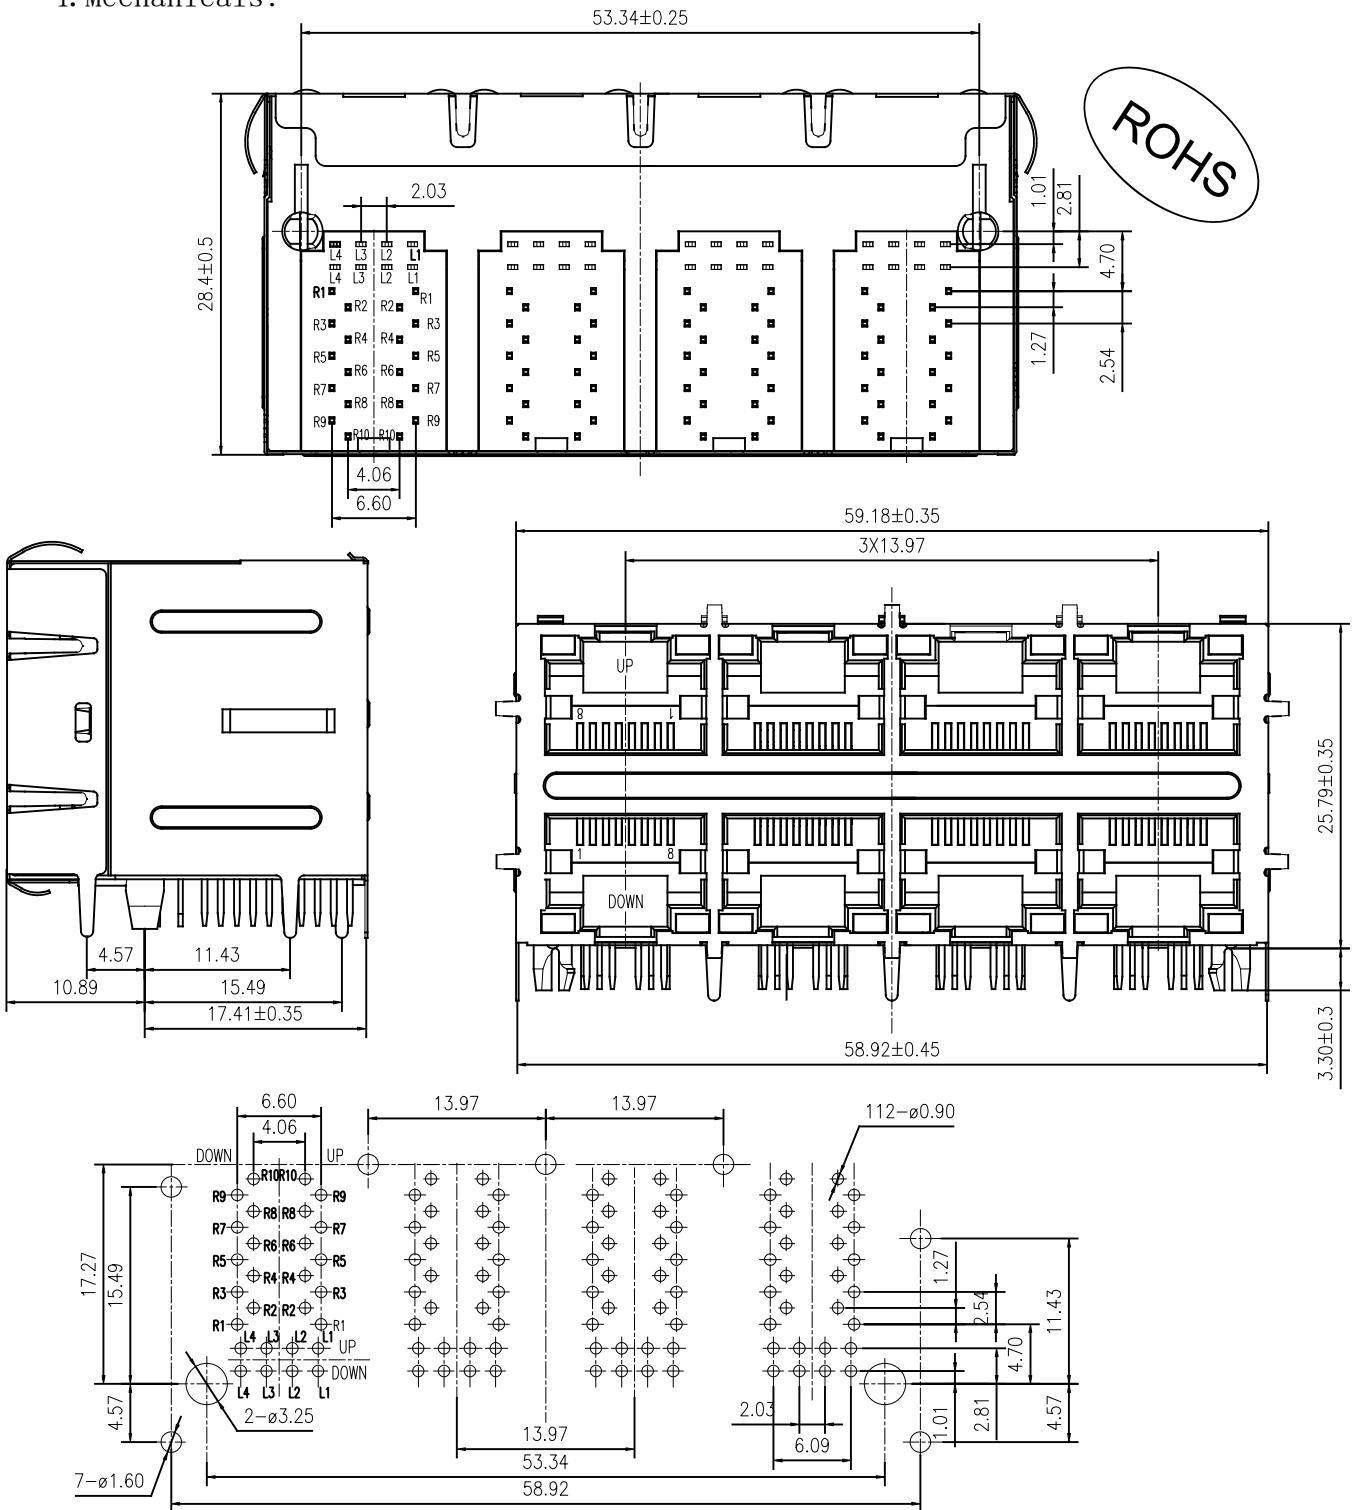 1. Mechanicals:
53.34±0.25
ROHS
28.4±0.5
2.03
1.01
2.81
4.70
L4 L3 L2 L1
L4 L3 L2 L1
R1 R1
R2 R2
R3 R3
R4 R4
R5 R5
R6 R6
R7 R7
R8 R8
R9 R9
R10 R10
1.27
2.54
4.06
6.60
59.18±0.35
3X13.97
UP
8 1
1 8
DOWN
25.79±0.35
3.30±0.3
58.92±0.45
4.57 11.43
10.89 15.49
17.41±0.35
6.60
4.06
13.97 13.97
112-ø0.90
DOWN UP
R10 R10
R9 R9
R8 R8
R7 R7
R6 R6
R5 R5
R4 R4
R3 R3
R2 R2
R1 R1
L4 L3 L2 L1 UP
DOWN
L4 L3 L2 L1
17.27
15.49
4.57
2-ø3.25
7-ø1.60
13.97
53.34
58.92
2.03
6.09
1.27
2.54
11.43
4.70
1.01
2.81
4.57